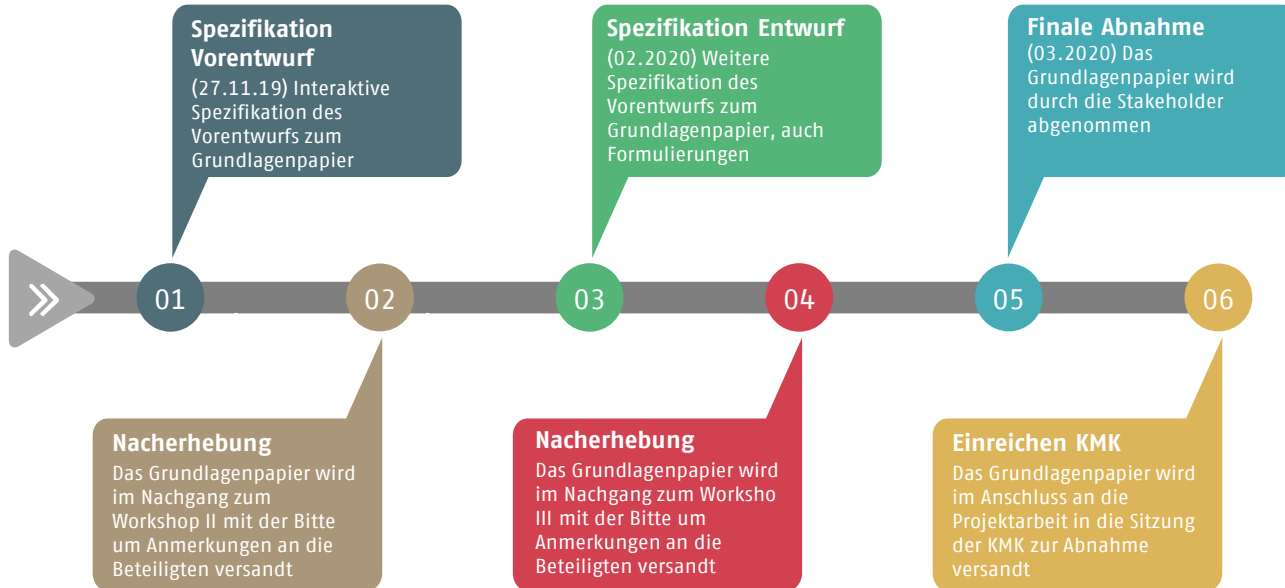 Spezifikation
Vorentwurf
(27.11.19) Interaktive
Spezifikation des
Vorentwurfs zum
Grundlagenpapier
Spezifikation Entwurf
(02.2020) Weitere
Spezifikation des
Vorentwurfs zum
Grundlagenpapier, auch
Formulierungen
Finale Abnahme
(03.2020) Das
Grundlagenpapier wird
durch die Stakeholder
abgenommen
01
02
03
04
05
06
Nacherhebung
Das Grundlagenpapier wird
im Nachgang zum
Workshop II mit der Bitte
um Anmerkungen an die
Beteiligten versandt
Nacherhebung
Das Grundlagenpapier wird
im Nachgang zum Worksho
III mit der Bitte um
Anmerkungen an die
Beteiligten versandt
Einreichen KMK
Das Grundlagenpapier wird
im Anschluss an die
Projektarbeit in die Sitzung
der KMK zur Abnahme
versandt